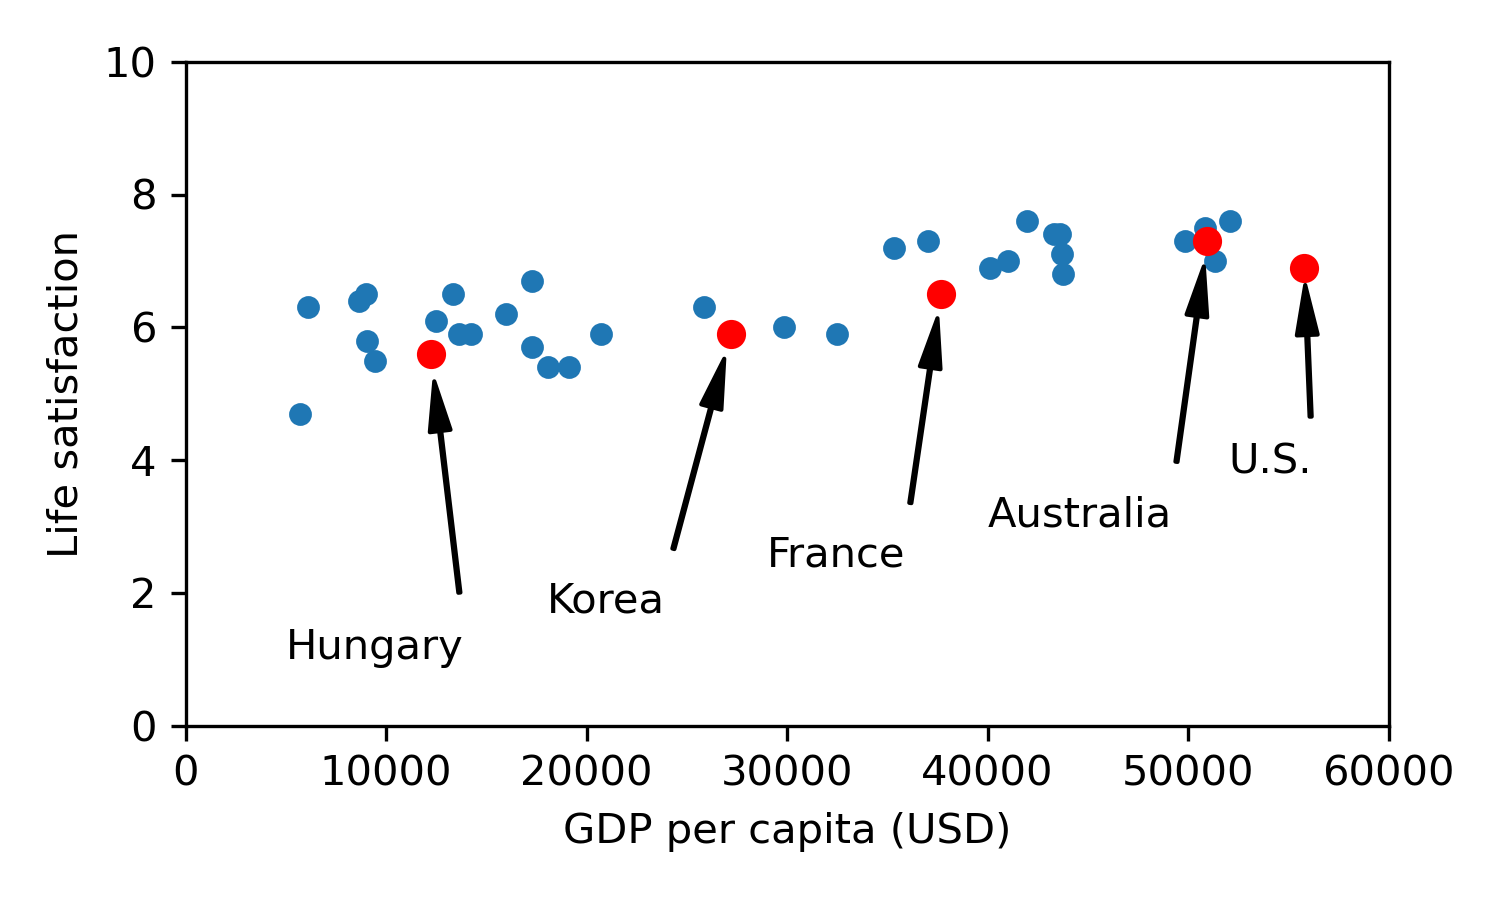 10
8
6
4
2
0
Life satisfaction
U.S.
Australia
France
Korea
Hungary
0 10000 20000 30000 40000 50000 60000
GDP per capita (USD)